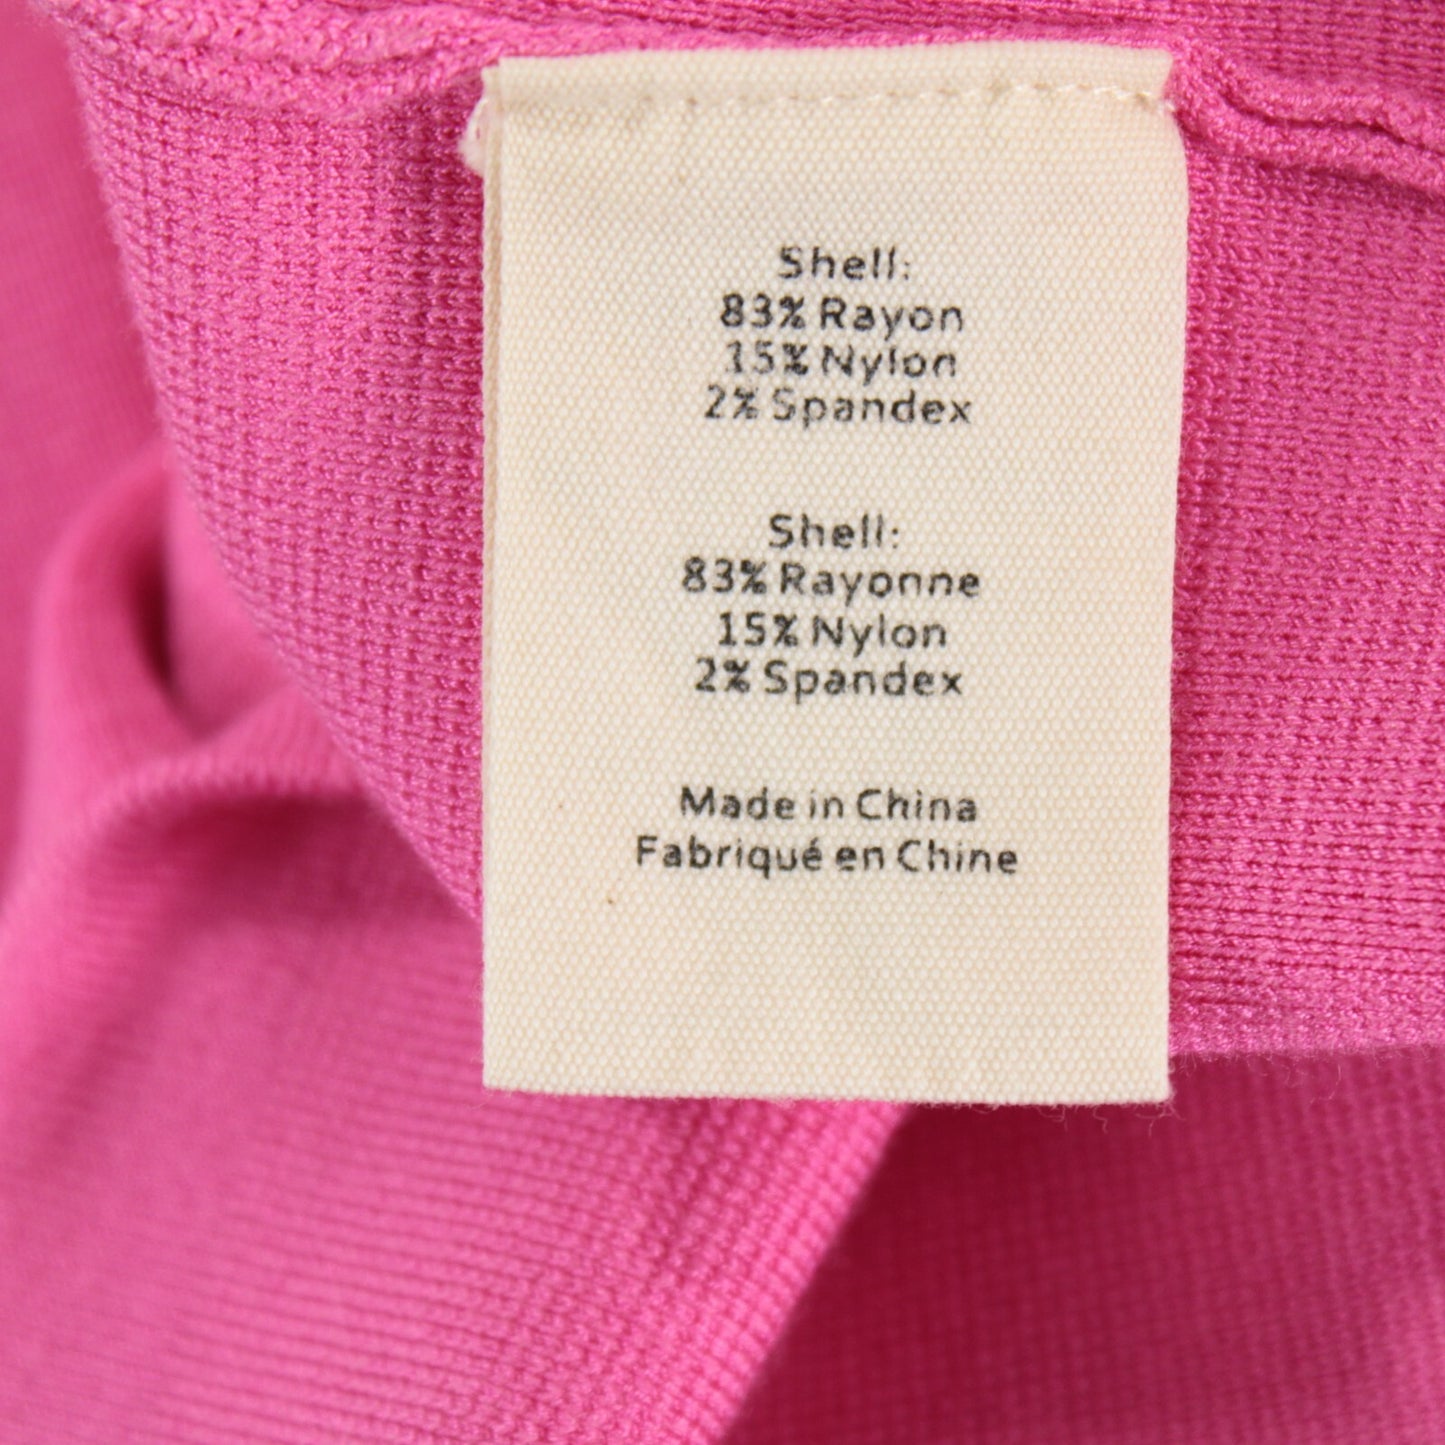 Shell:
83% Rayon
15% Nylon
2% Spandex
Shell:
83% Rayonne
15% Nylon
2% Spandex
Made in China
Fabriqué en Chine